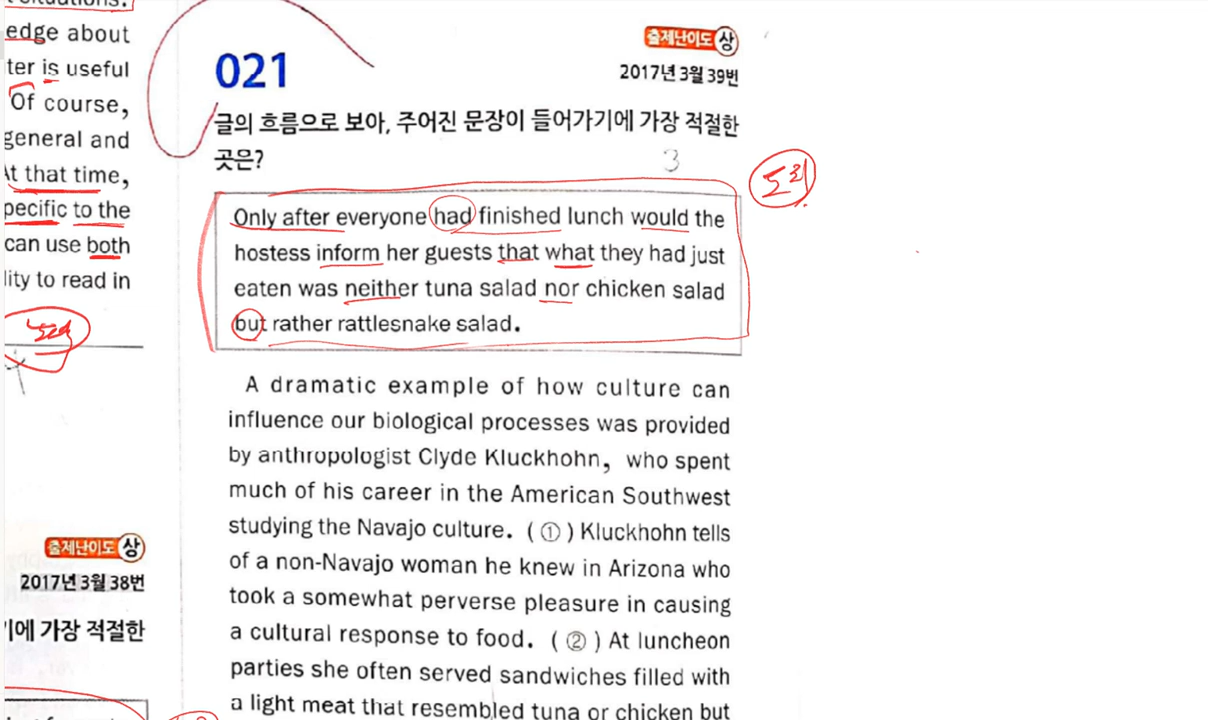 t situations.
edge about
ter is useful
Of course,
general and
At that time,
pecific to the
can use both
lity to read in
출제난이도 상
2017년 3월 38번
기에 가장 적절한
출제난이도 상
021
2017년 3월 39번
글의 흐름으로 보아, 주어진 문장이 들어가기에 가장 적절한
곳은?
3
도치
Only after everyone had finished lunch would the
hostess inform her guests that what they had just
eaten was neither tuna salad nor chicken salad
but rather rattlesnake salad.
A dramatic example of how culture can
influence our biological processes was provided
by anthropologist Clyde Kluckhohn, who spent
much of his career in the American Southwest
studying the Navajo culture. ( ① ) Kluckhohn tells
of a non-Navajo woman he knew in Arizona who
took a somewhat perverse pleasure in causing
a cultural response to food. ( ② ) At luncheon
parties she often served sandwiches filled with
a light meat that resembled tuna or chicken but